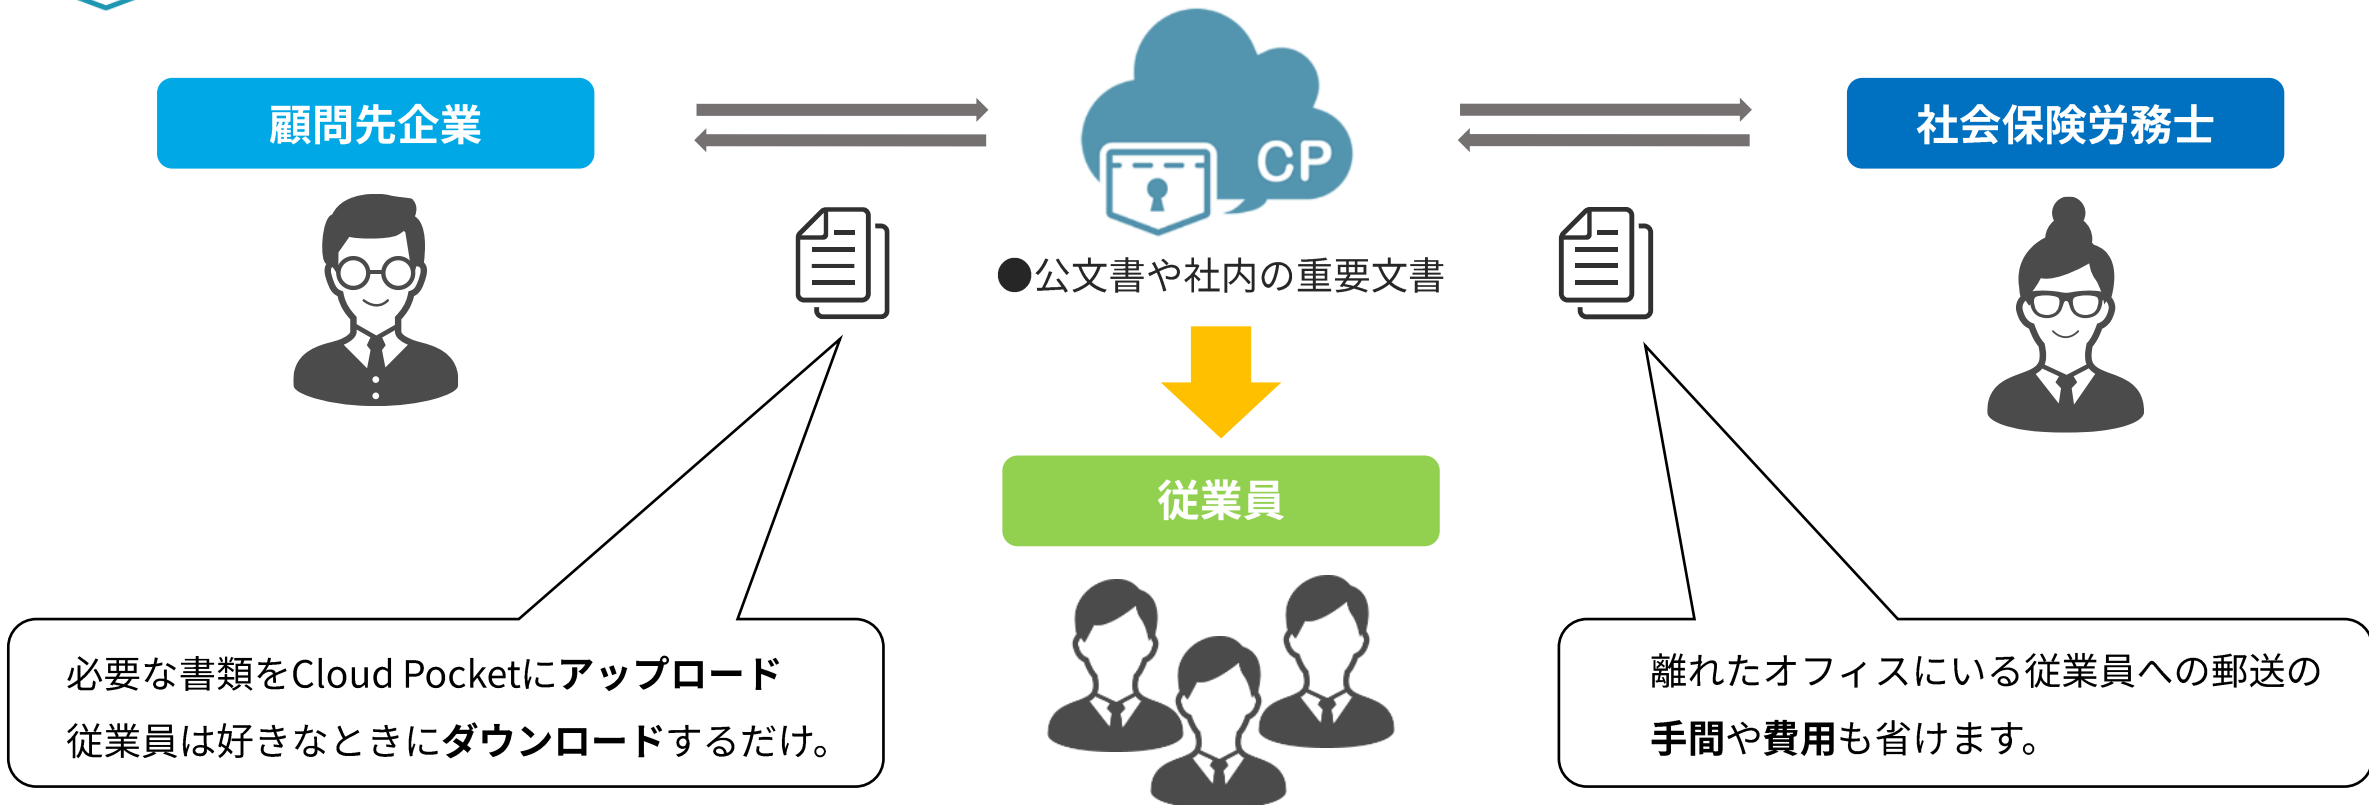 顧問先企業
CP
社会保険労務士
●公文書や社内の重要文書
従業員
必要な書類をCloud Pocketにアップロード
従業員は好きなときにダウンロードするだけ。
離れたオフィスにいる従業員への郵送の
手間や費用も省けます。